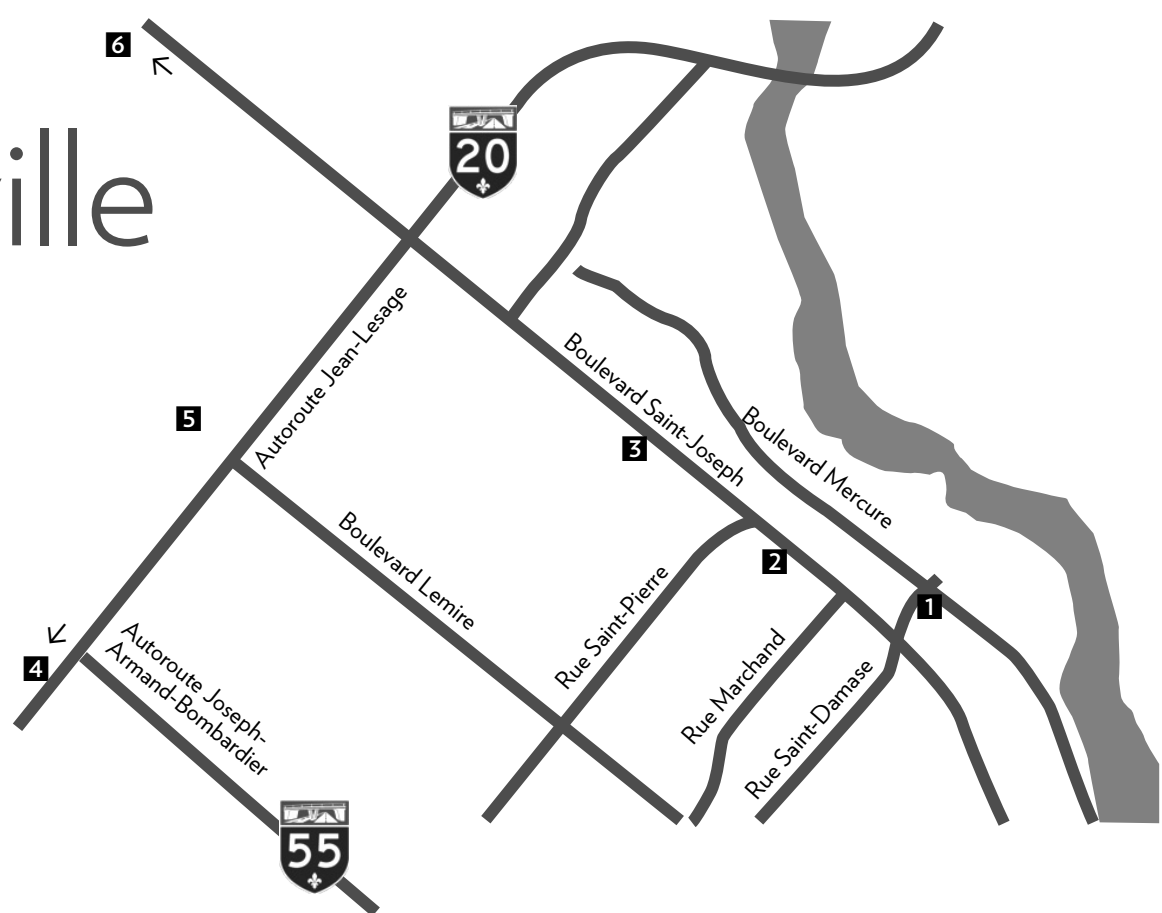 6
20
ille
Autoroute Jean-Lesage
Boulevard Saint-Joseph
5
3
Boulevard Mercure
Boulevard Lemire
2
Rue Saint-Pierre
1
4
Autoroute Joseph-
Armand-Bombardier
Rue Marchand
Rue Saint-Damase
55